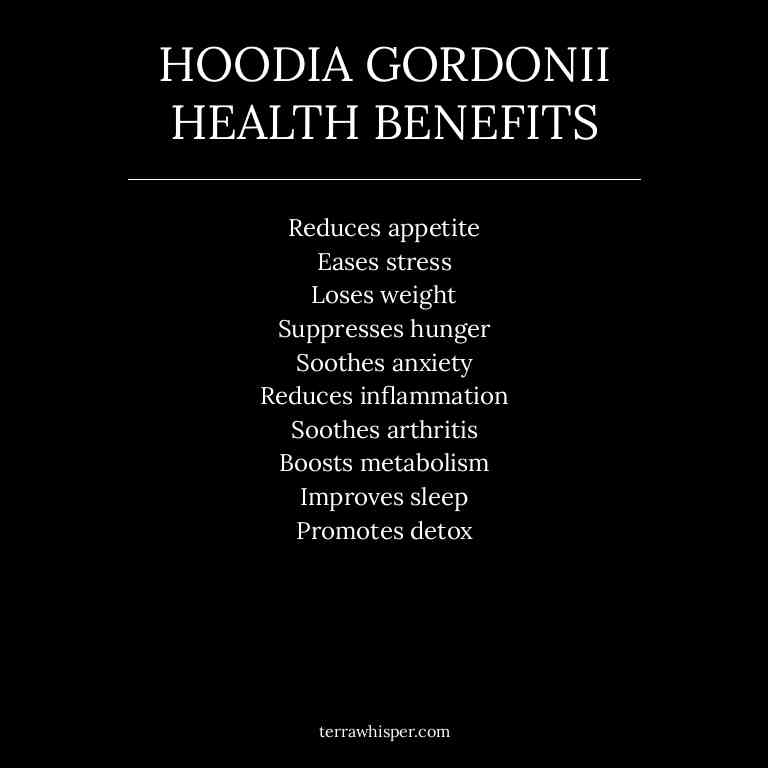 HOODIA GORDONII
HEALTH BENEFITS
Reduces appetite
Eases stress
Loses weight
Suppresses hunger
Soothes anxiety
Reduces inflammation
Soothes arthritis
Boosts metabolism
Improves sleep
Promotes detox
terrawhisper.com